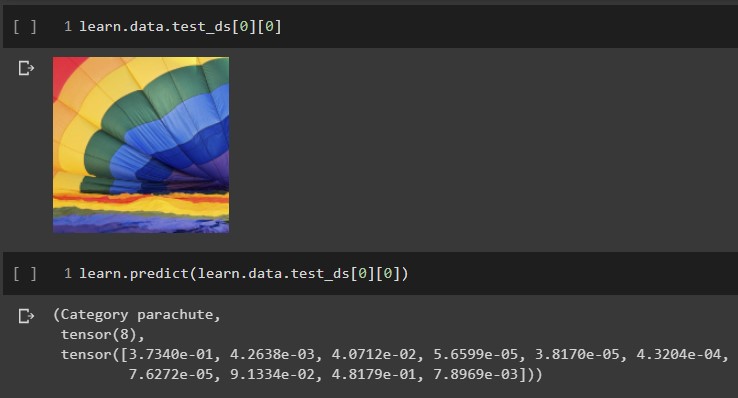 [ ] 1 learn.data.test_ds[0][0]
[ ] 1 learn.predict(learn.data.test_ds[0][0])
(Category parachute,
 tensor(8),
 tensor([3.7340e-01, 4.2638e-03, 4.0712e-02, 5.6599e-05, 3.8170e-05, 4.3204e-04,
         7.6272e-05, 9.1334e-02, 4.8179e-01, 7.8969e-03]))